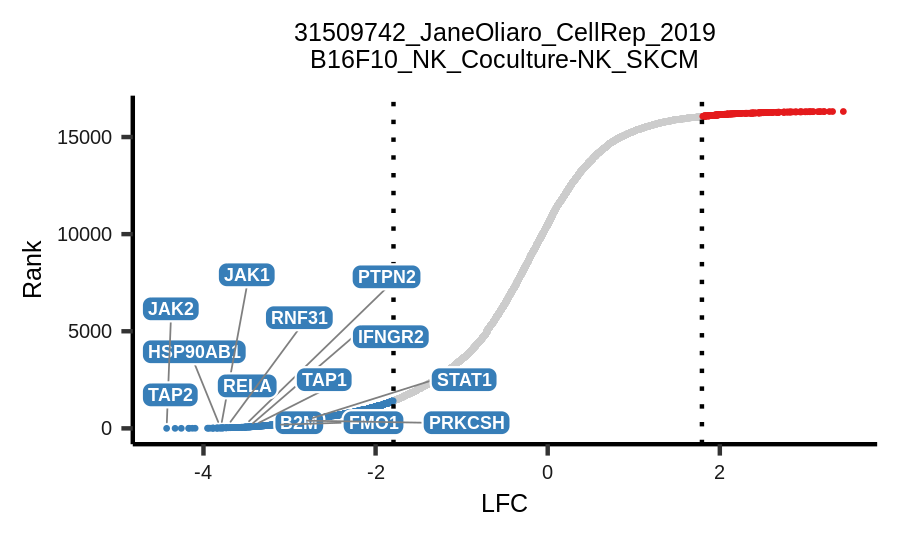 31509742_JaneOliaro_CellRep_2019
B16F10_NK_Coculture-NK_SKCM
Rank
15000
10000
5000
0
JAK1
PTPN2
JAK2
RNF31
IFNGR2
HSP90AB1
RELA
TAP1
STAT1
TAP2
B2M
FMO1
PRKCSH
-4
-2
0
2
LFC